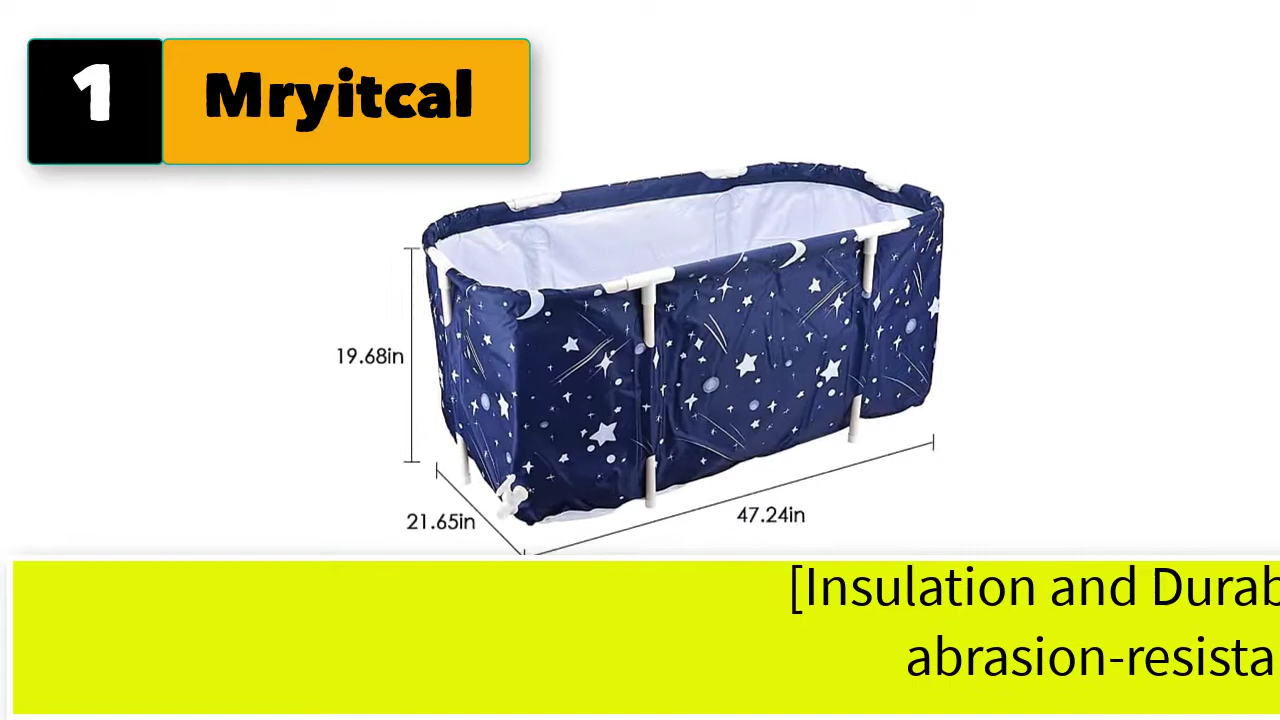 1
Mryitcal
19.68in
21.65in
47.24in
[Insulation and Durab
abrasion-resista